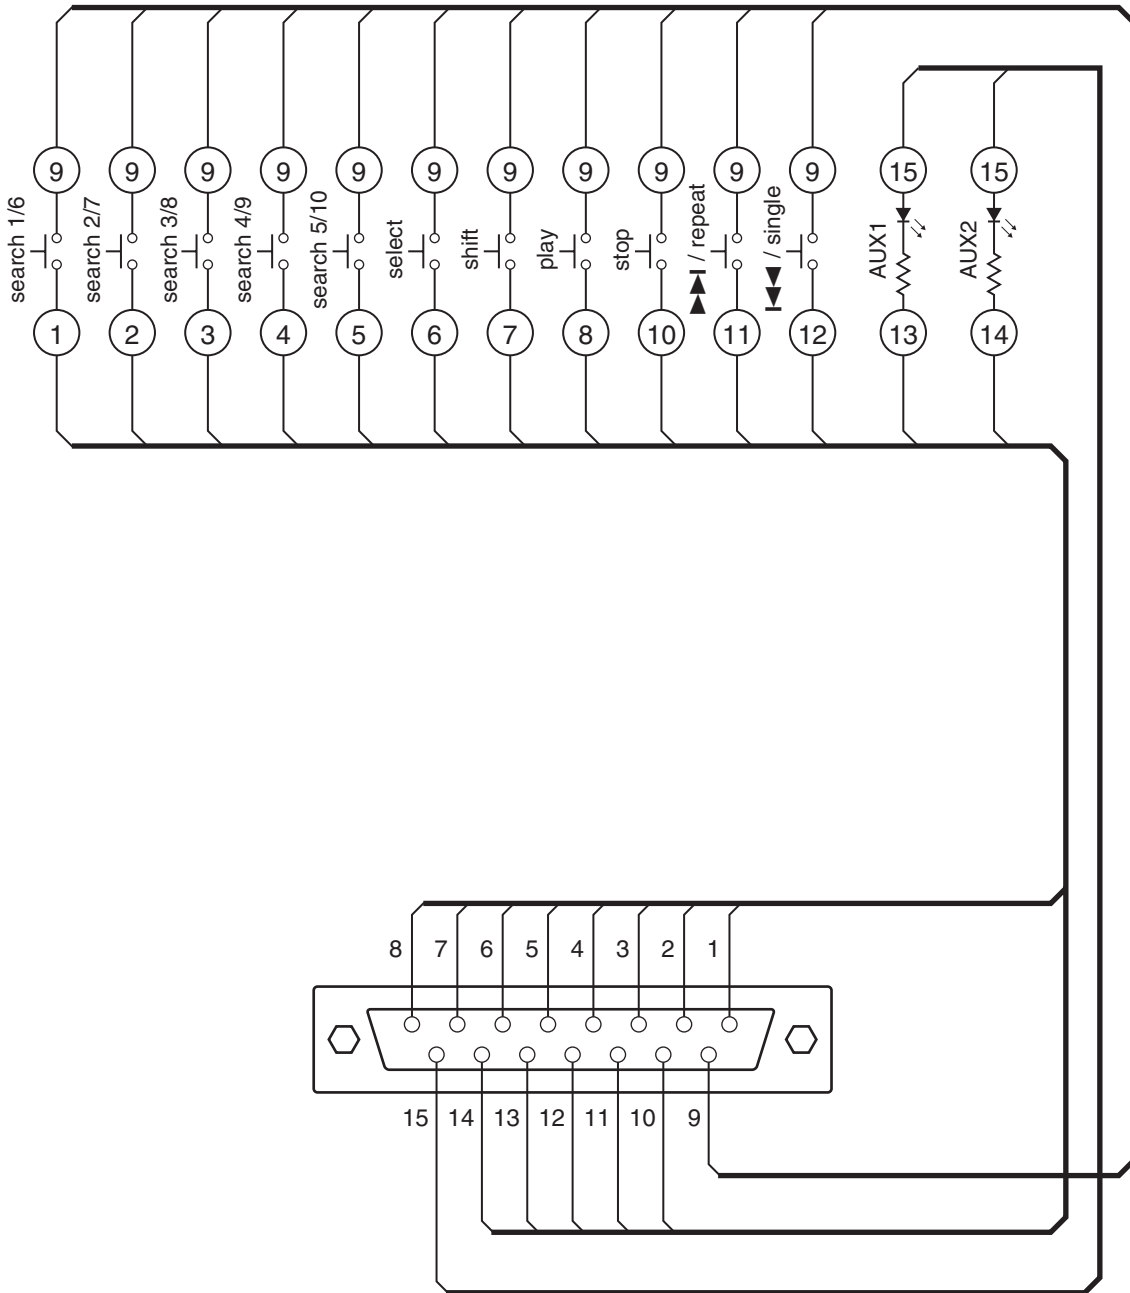 9 9 9 9 9 9 9 9 9 9 9 15 15
search 1/6
search 2/7
search 3/8
search 4/9
search 5/10
select
shift
play
stop
/ repeat
/ single
AUX1
AUX2
1 2 3 4 5 6 7 8 10 11 12 13 14
8 7 6 5 4 3 2 1
15 14 13 12 11 10 9